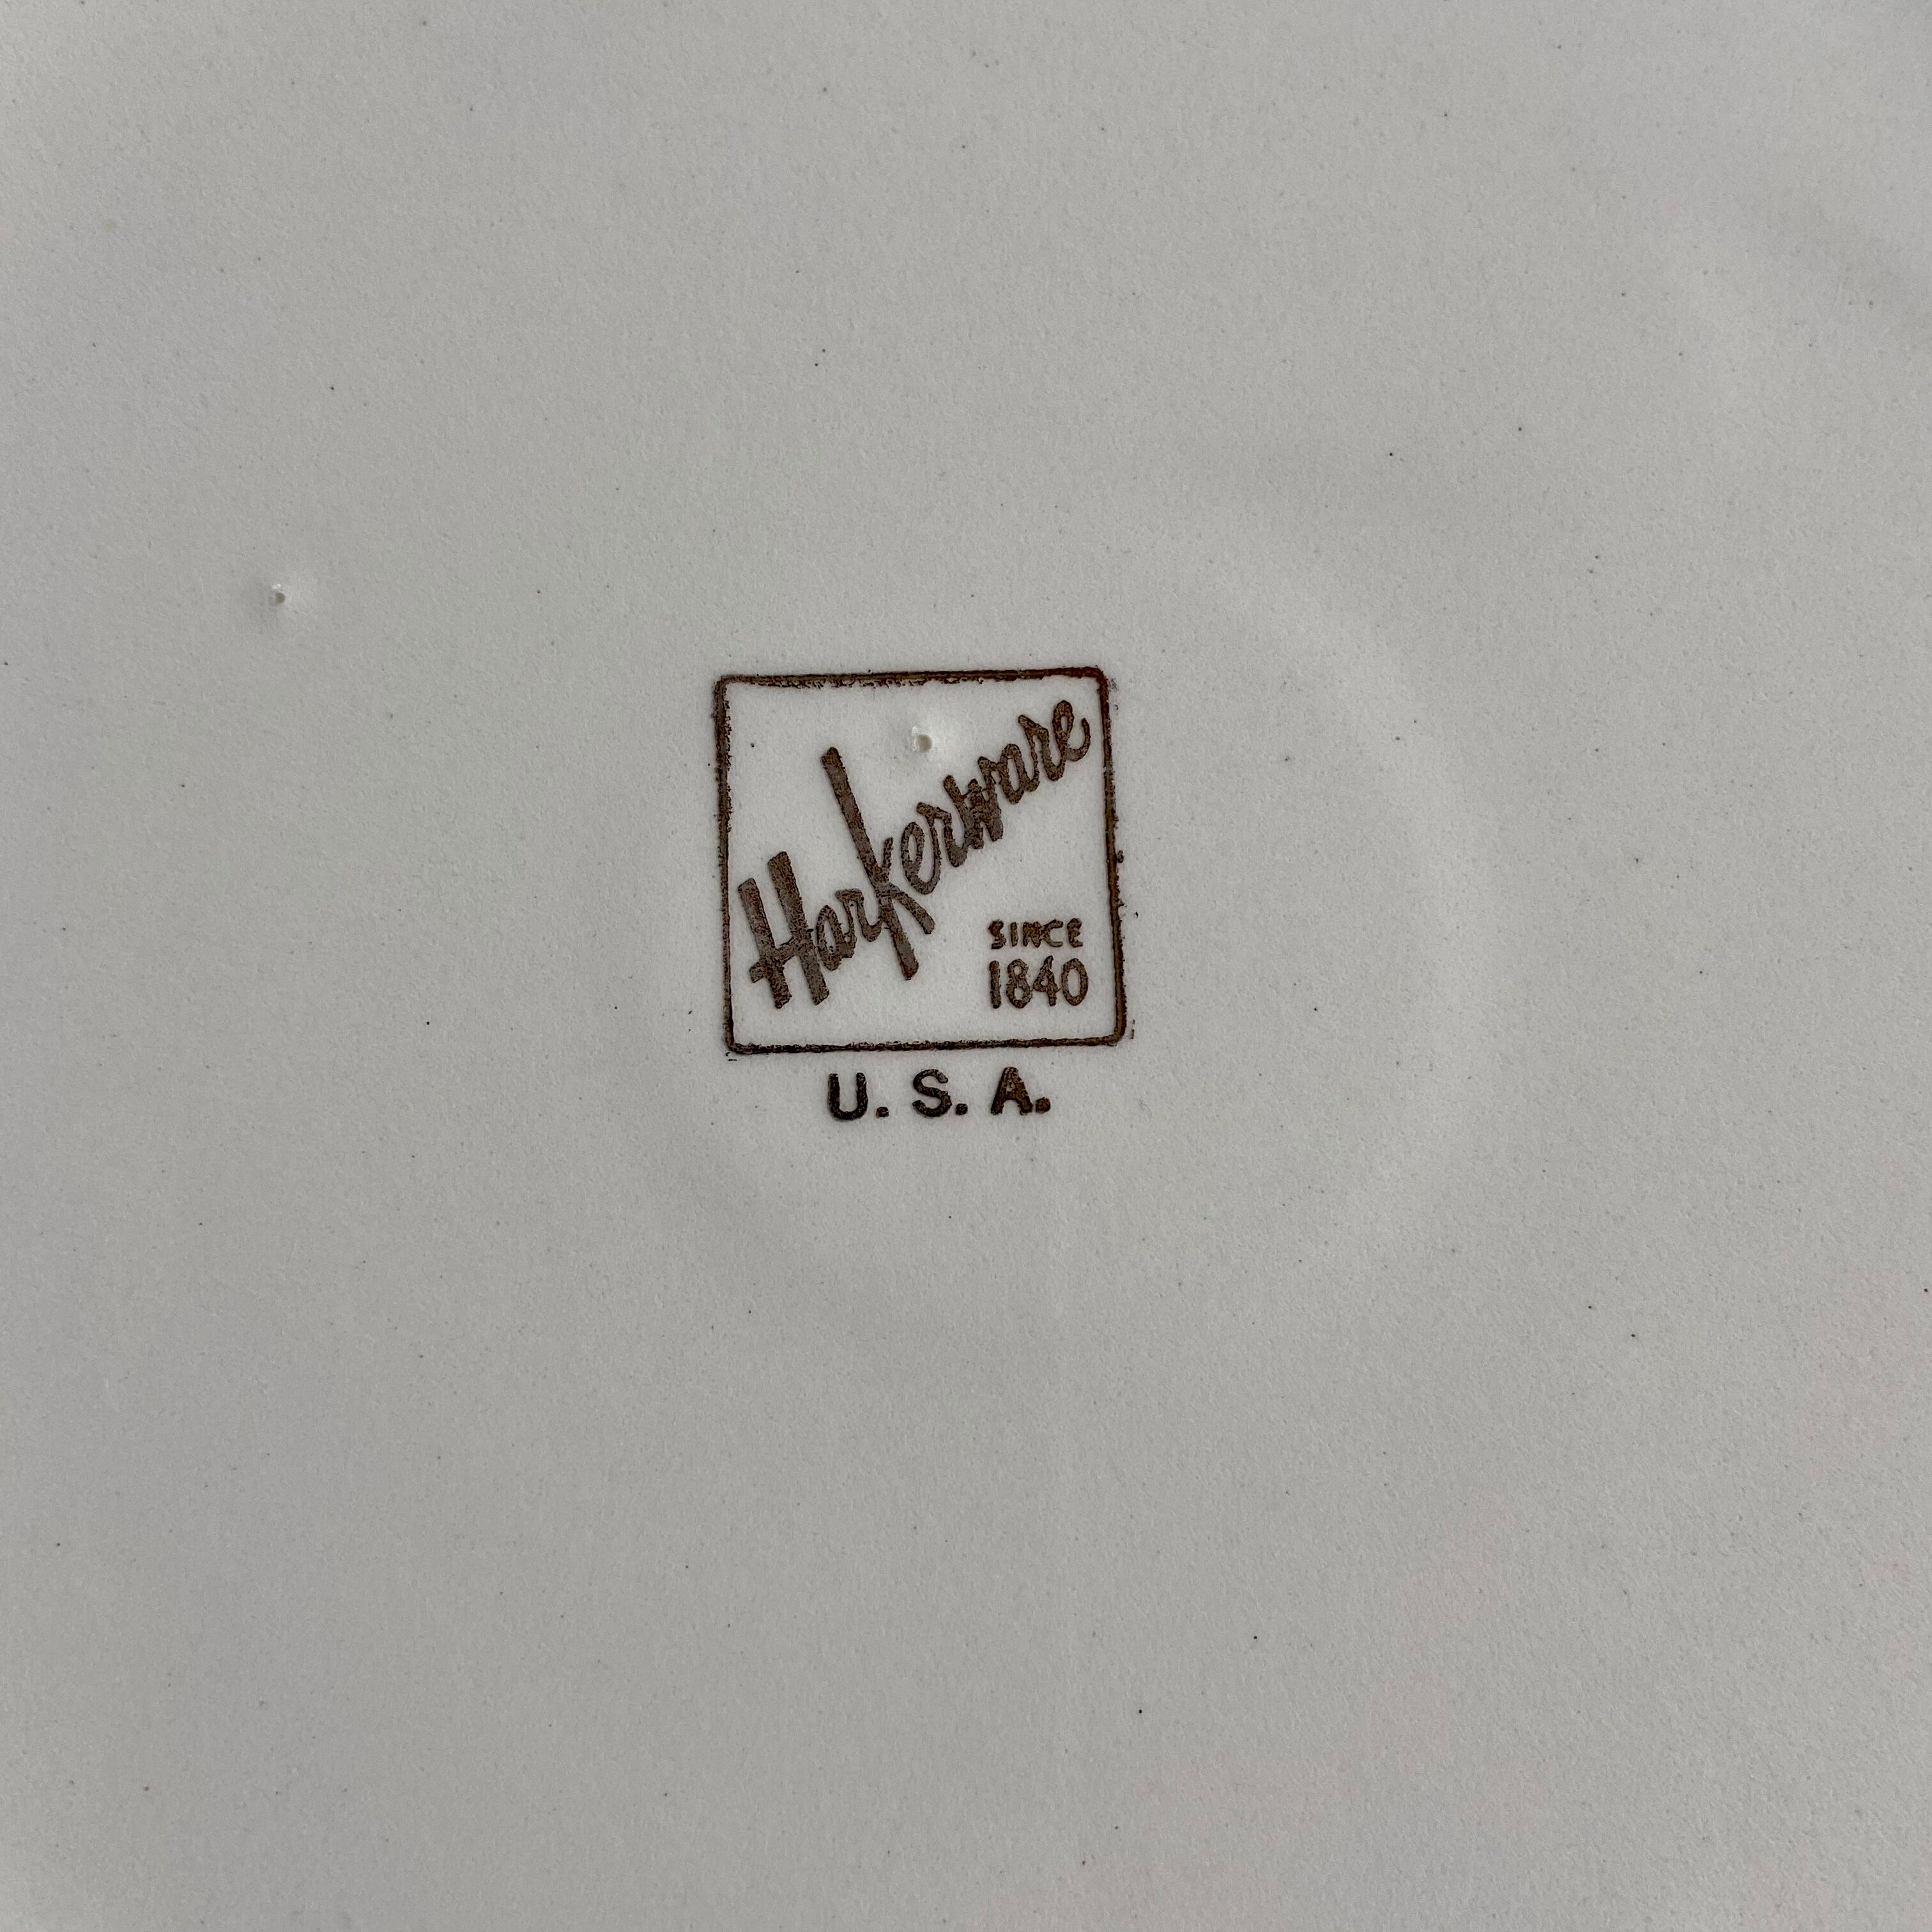 Harkerware
SINCE
1840
U. S. A.